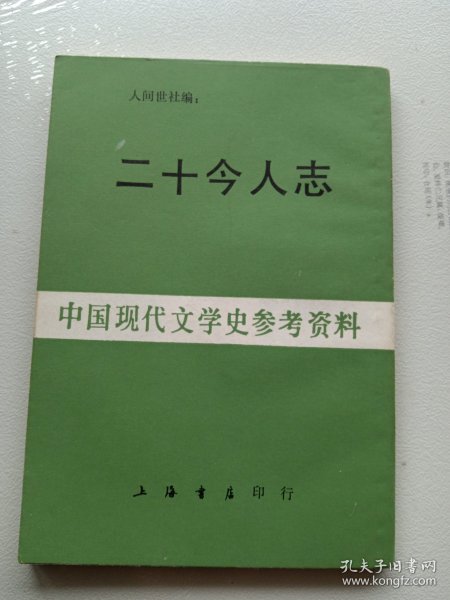 人间世社编：
二十今人志
中国现代文学史参考资料
上海书店印行
孔夫子旧书网
www.kongfz.com